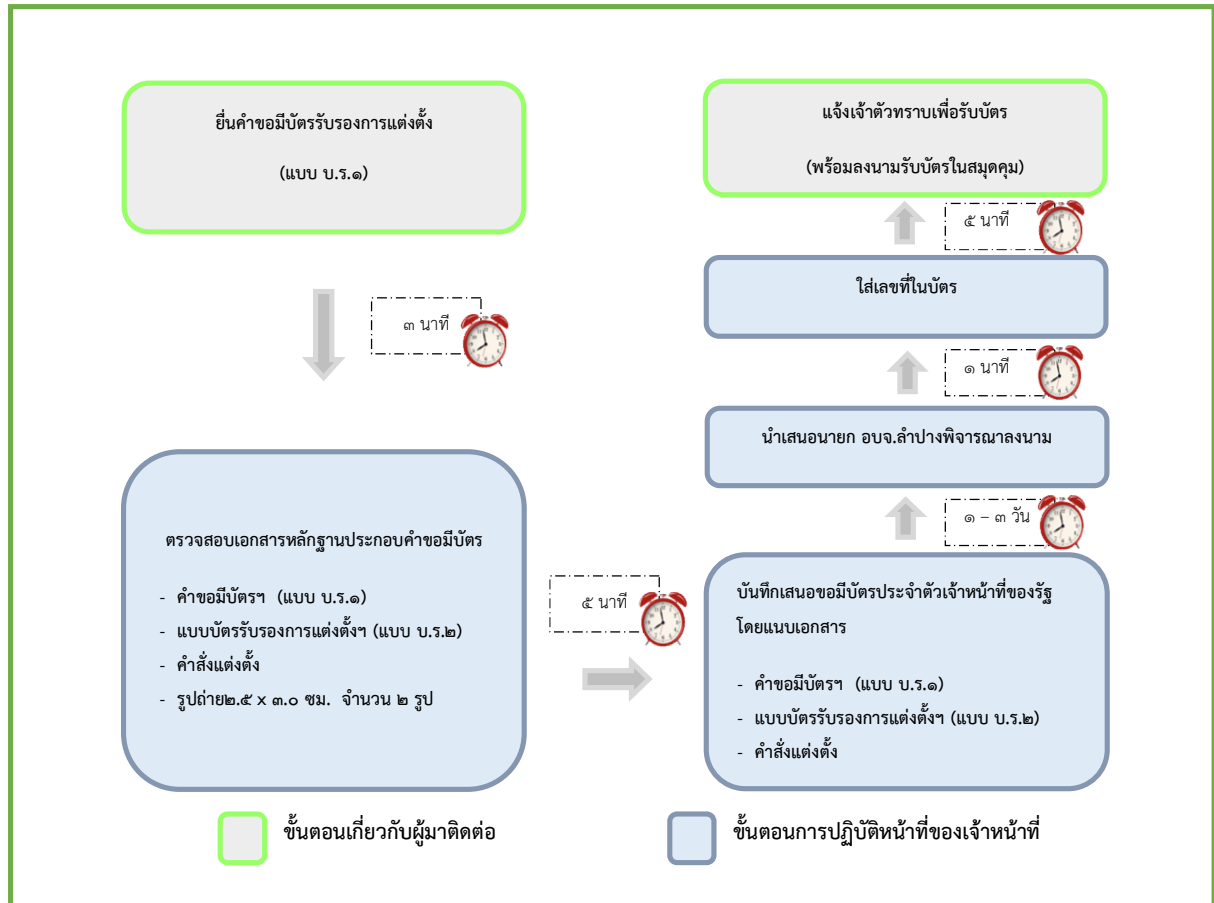 ยื่นคำขอมีบัตรรับรองการแต่งตั้ง
(แบบ บ.ร.๑)
๓ นาที
ตรวจสอบเอกสารหลักฐานประกอบคำขอมีบัตร
- คำขอมีบัตรฯ (แบบ บ.ร.๑)
- แบบบัตรรับรองการแต่งตั้งฯ (แบบ บ.ร.๒)
- คำสั่งแต่งตั้ง
- รูปถ่าย๒.๕ x ๓.๐ ซม. จำนวน ๒ รูป
๕ นาที
บันทึกเสนอขอมีบัตรประจำตัวเจ้าหน้าที่ของรัฐ
โดยแนบเอกสาร
- คำขอมีบัตรฯ (แบบ บ.ร.๑)
- แบบบัตรรับรองการแต่งตั้งฯ (แบบ บ.ร.๒)
- คำสั่งแต่งตั้ง
๑ – ๓ วัน
นำเสนอนายก อบจ.ลำปางพิจารณาลงนาม
๑ นาที
ใส่เลขที่ในบัตร
๕ นาที
แจ้งเจ้าตัวทราบเพื่อรับบัตร
(พร้อมลงนามรับบัตรในสมุดคุม)
ขั้นตอนเกี่ยวกับผู้มาติดต่อ
ขั้นตอนการปฏิบัติหน้าที่ของเจ้าหน้าที่